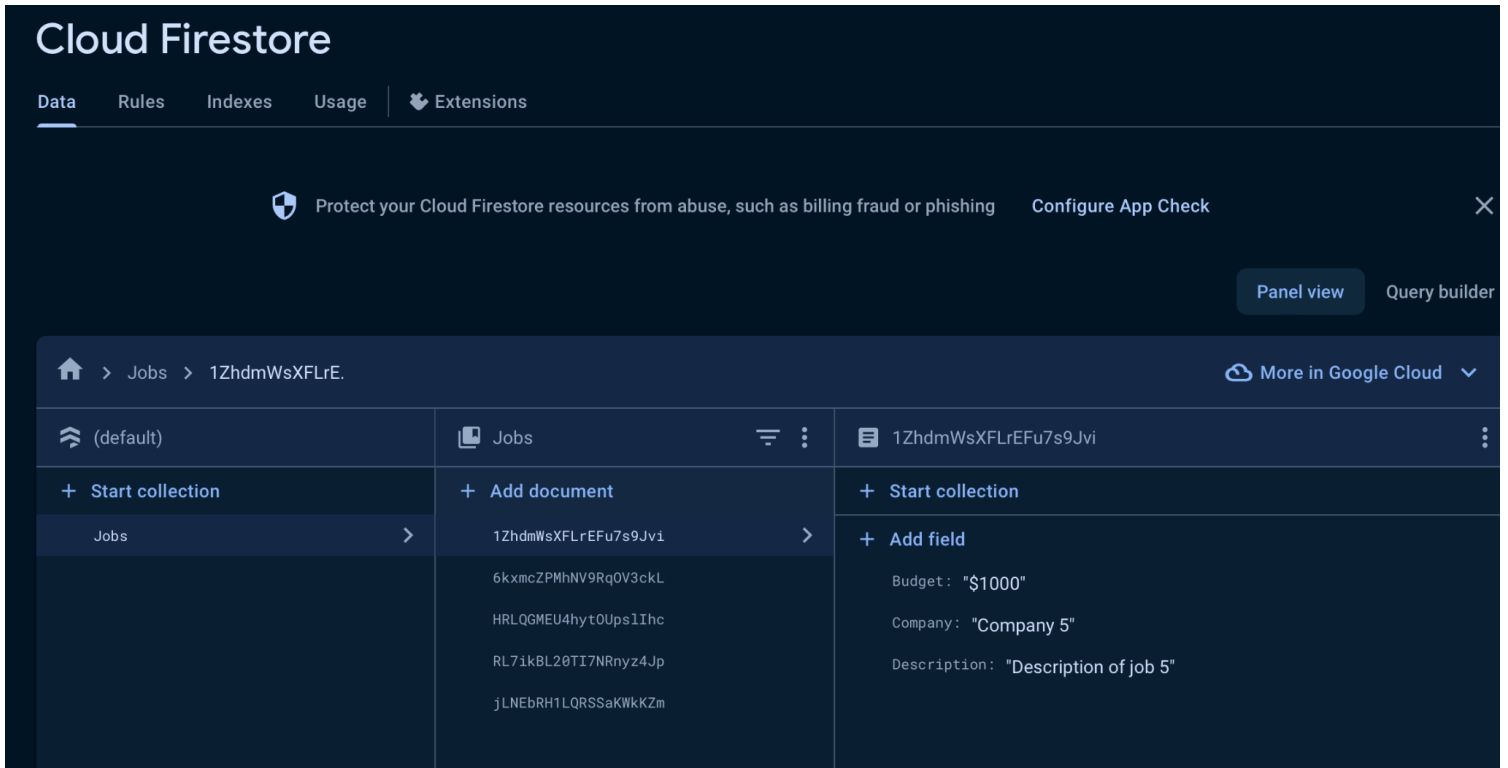 Cloud Firestore
Data Rules Indexes Usage Extensions
Protect your Cloud Firestore resources from abuse, such as billing fraud or phishing Configure App Check
Panel view Query builder
Jobs 1ZhdmWsXFLrE.
More in Google Cloud
(default)
Start collection
Jobs
Jobs
Add document
1ZhdmWsXFLrEFu7s9Jvi
6kxmcZPMhNV9RqOV3ckL
HRLQGMEU4hytOUpslIhc
RL7ikBL20TI7NRnyz4Jp
jLNEbRH1LQRSSaKWkKZm
1ZhdmWsXFLrEFu7s9Jvi
Start collection
Add field
Budget: "$1000"
Company: "Company 5"
Description: "Description of job 5"